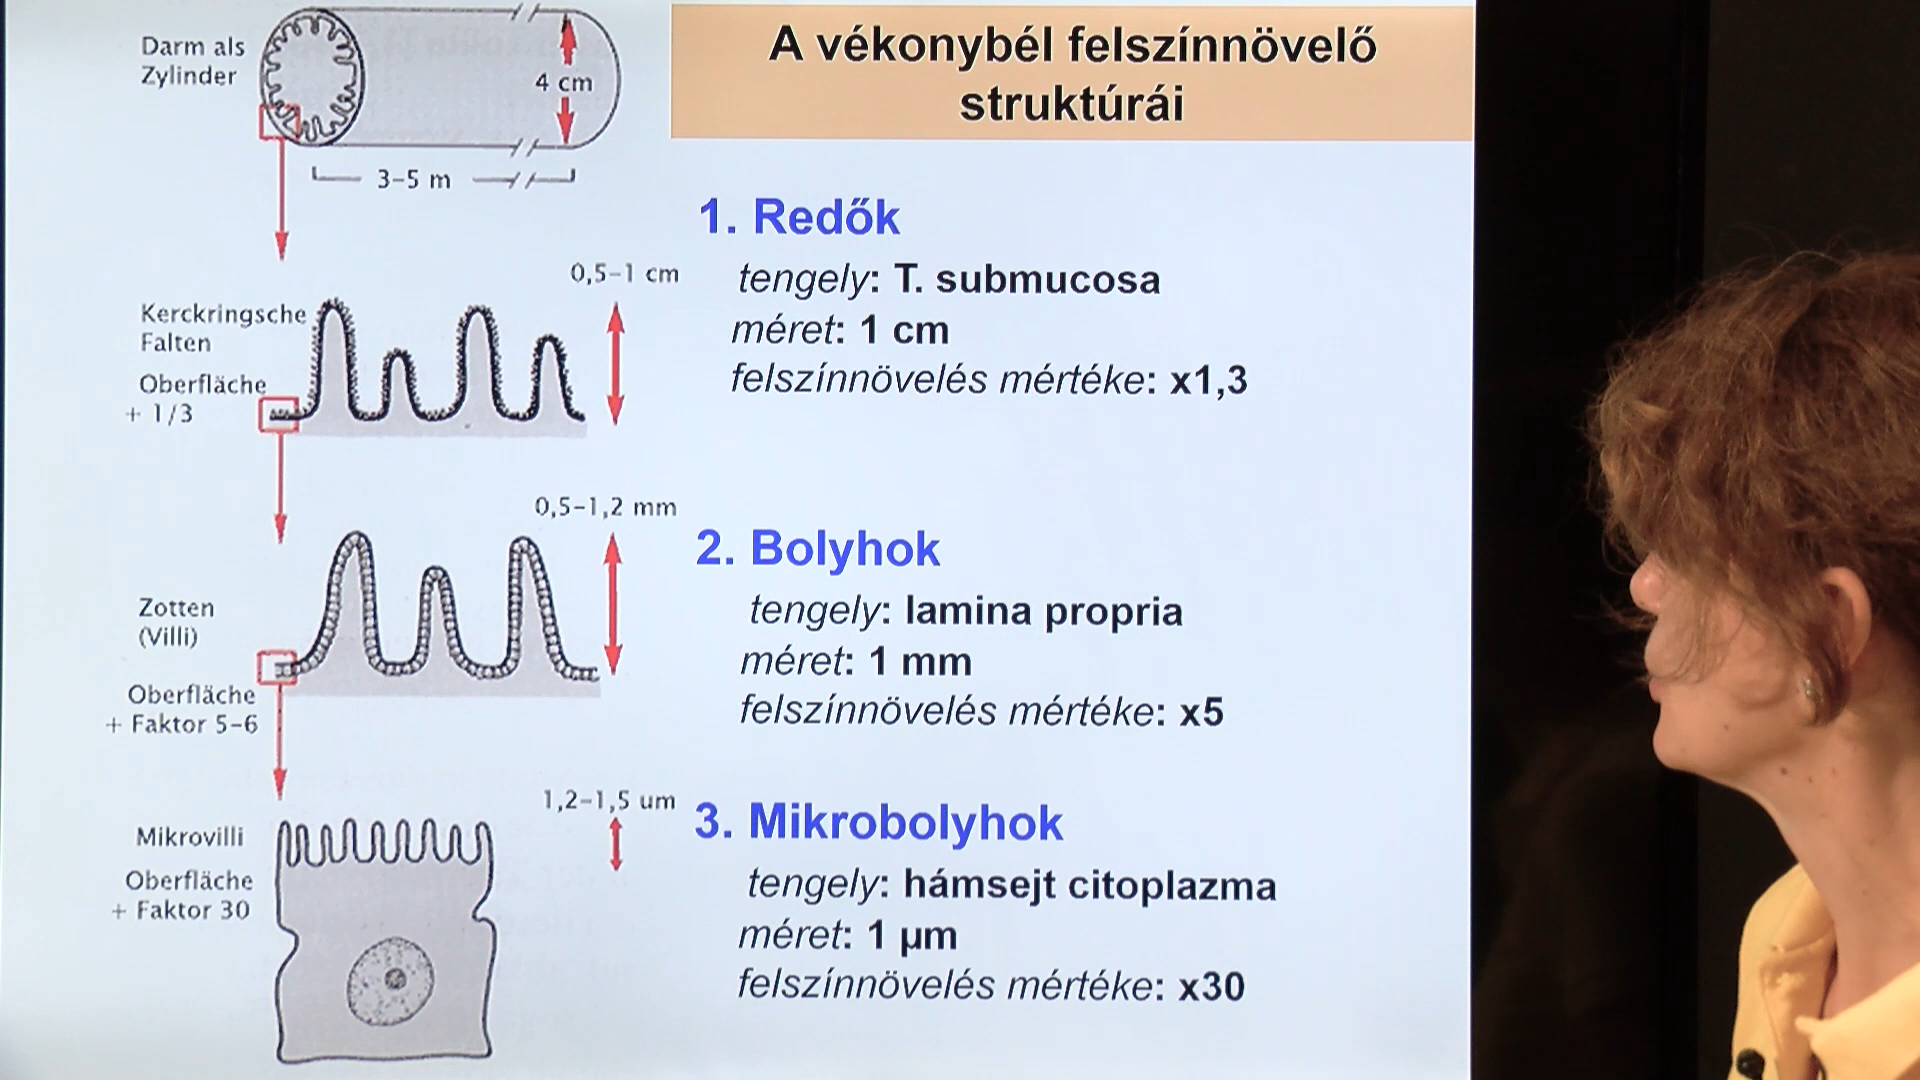 Darm als
Zylinder
4 cm
3–5 m
A vékonybél felszínnövelő
struktúrái
1. Redők
tengely: T. submucosa
méret: 1 cm
felszínnövelés mértéke: x1,3
0,5–1 cm
Kerckringsche
Falten
Oberfläche
+ 1/3
2. Bolyhok
tengely: lamina propria
méret: 1 mm
felszínnövelés mértéke: x5
0,5–1,2 mm
Zotten
(Villi)
Oberfläche
+ Faktor 5–6
3. Mikrobolyhok
tengely: hámsejt citoplazma
méret: 1 µm
felszínnövelés mértéke: x30
1,2–1,5 um
Mikrovilli
Oberfläche
+ Faktor 30